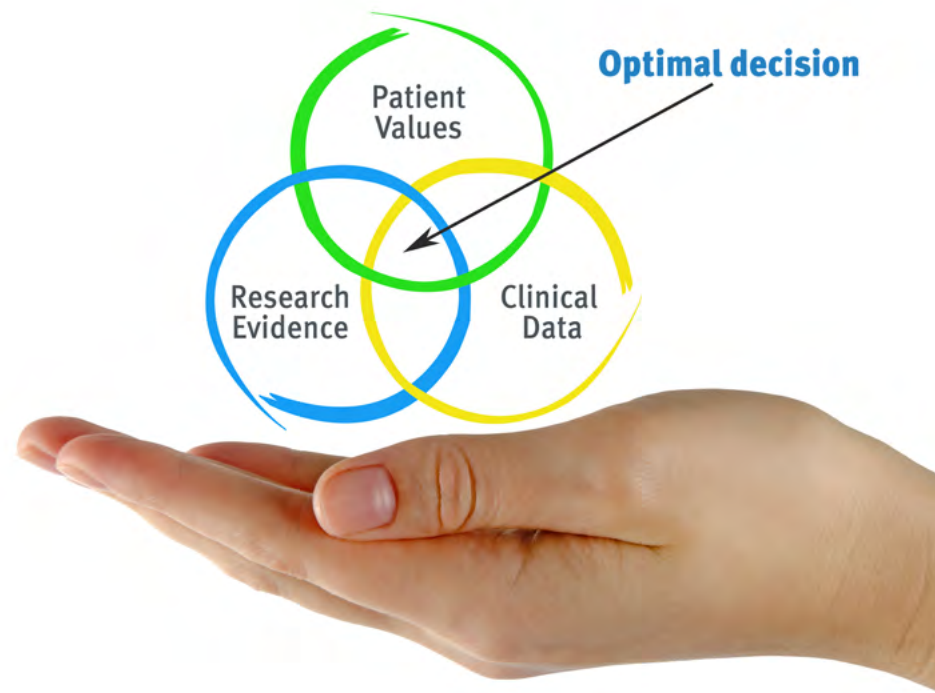 Optimal decision
Patient
Values
Research
Evidence
Clinical
Data